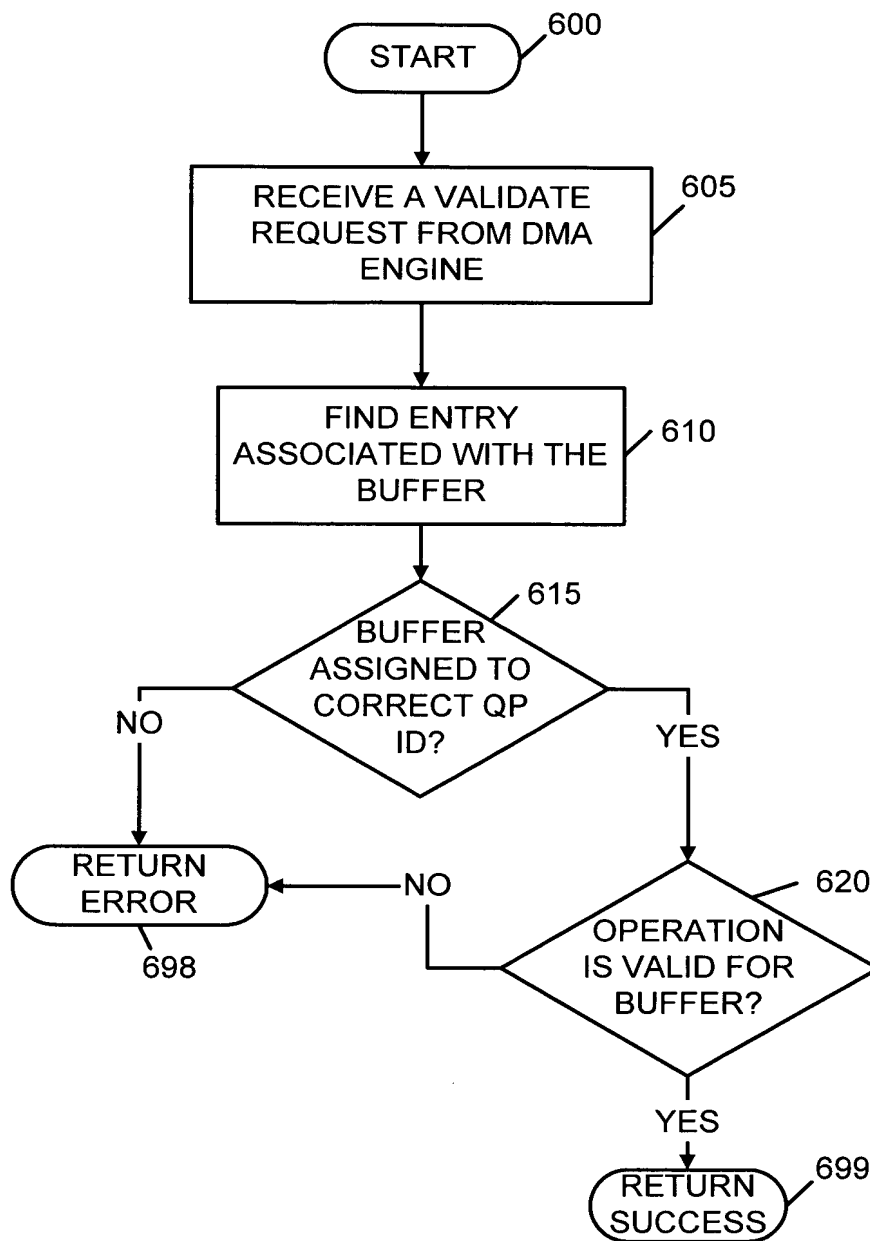 START
600
RECEIVE A VALIDATE
REQUEST FROM DMA
ENGINE
605
FIND ENTRY
ASSOCIATED WITH THE
BUFFER
610
615
BUFFER
ASSIGNED TO
CORRECT QP
ID?
NO
YES
RETURN
ERROR
698
NO
620
OPERATION
IS VALID FOR
BUFFER?
YES
RETURN
SUCCESS
699